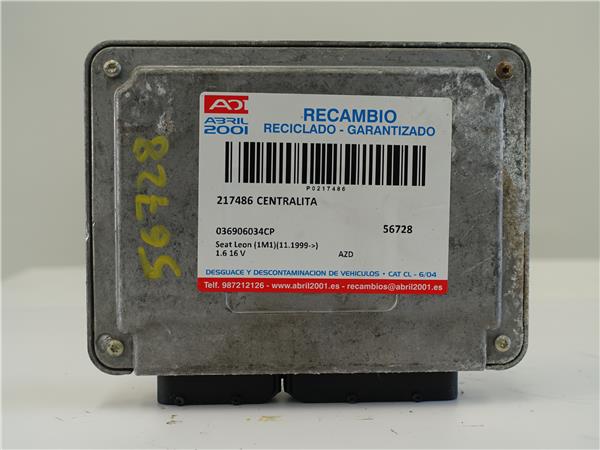 56728
ADI
ABRIL
2001
RECAMBIO
RECICLADO - GARANTIZADO
P0217486
217486 CENTRALITA
036906034CP 56728
Seat Leon (1M1)(11.1999->)
1.6 16 V AZD
DESGUACE Y DESCONTAMINACION DE VEHICULOS • CAT CL - 6/04
Telf. 987212126 - www.abril2001.es - recambios@abril2001.es